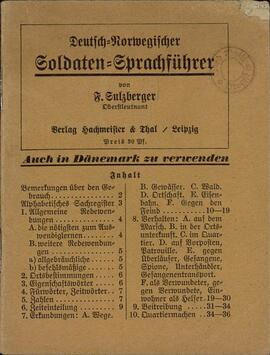 Deutsch-Norwegischer
Soldaten-Sprachführer
von
F. Sulzberger
Oberstleutnant
Verlag Hachmeister & Thal / Leipzig
Preis 30 Pf.
Auch in Dänemark zu verwenden
Inhalt
Bemerkungen über den Ge-
brauch 2
Alphabetisches Sachregister 3
1. Allgemeine Redewen-
dungen 4
A. die nötigsten zum Aus-
wendiglernen 4
B. weitere Redewendun-
gen 5
a) allgebräuchliche 5
b) befehlsmäßige 5
2. Ortsbestimmungen 6
3. Eigenschaftswörter 6
4. Fürwörter, Zeitwörter 7
5. Zahlen 7
6. Zeiteinteilung 9
7. Erkundungen: A. Wege.
B. Gewässer. C. Wald.
D. Ortschaft. E. Eisen-
bahn. F. Gegen den
Feind 10—19
8. Verhalten: A. auf dem
Marsch. B. in der Orts-
unterkunft. C. im Quar-
tier. D. auf Vorposten,
Patrouille. E. gegen
Überläufer, Gefangene,
Spione, Unterhändler,
Gefangenentransport.
F. als Verwundeter, ge-
gen Verwundete, Ein-
wohner als Helfer 19—30
9. Beitreibung 31—34
10. Quartiermachen 34—36